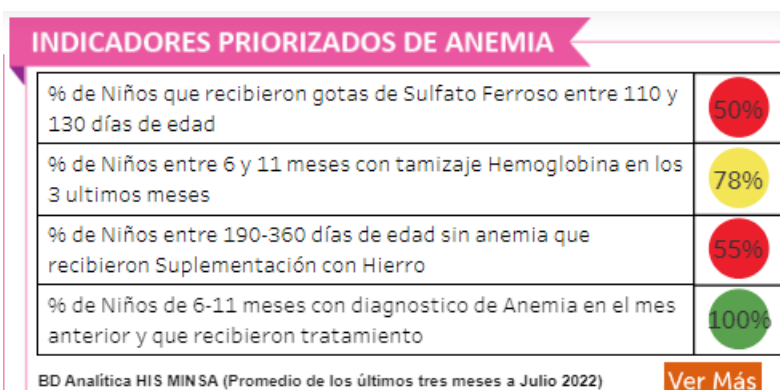 INDICADORES PRIORIZADOS DE ANEMIA
% de Niños que recibieron gotas de Sulfato Ferroso entre 110 y
130 días de edad
50%
% de Niños entre 6 y 11 meses con tamizaje Hemoglobina en los
3 ultimos meses
78%
% de Niños entre 190-360 días de edad sin anemia que
recibieron Suplementación con Hierro
55%
% de Niños de 6-11 meses con diagnostico de Anemia en el mes
anterior y que recibieron tratamiento
100%
BD Analítica HIS MINSA (Promedio de los últimos tres meses a Julio 2022)
Ver Más